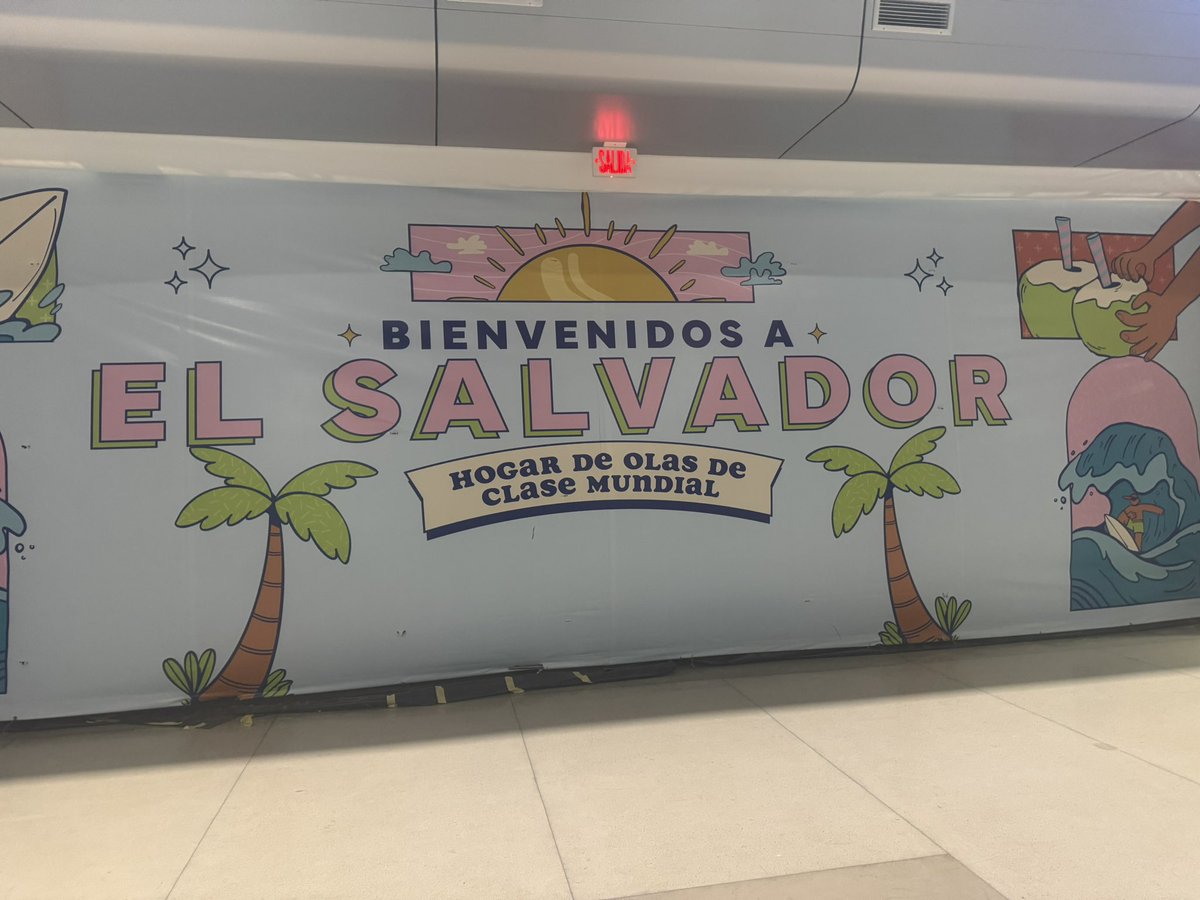 SALIDA
BIENVENIDOS A
EL SALVADOR
HOGAR DE OLAS DE
CLASE MUNDIAL